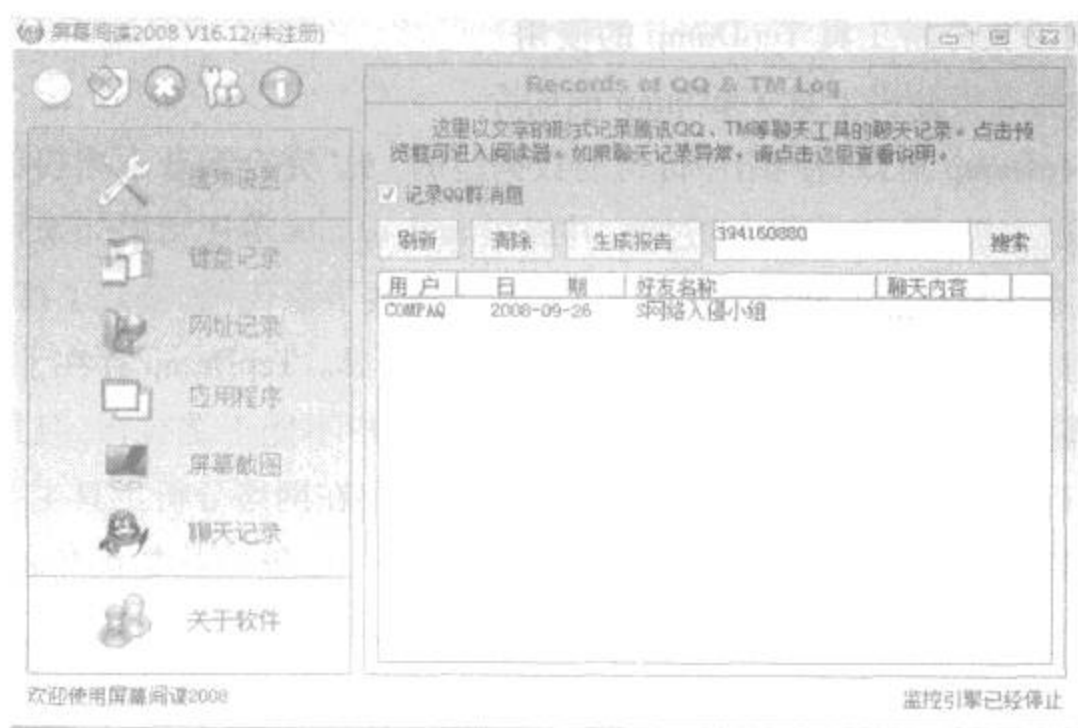 屏幕间谍2008 V16.12(未注册)
Records of QQ & TM Log
这里以文字的形式记录腾讯QQ、TM等聊天工具的聊天记录。点击预
览框可进入阅读器。如果聊天记录异常,请点击这里查看说明。
记录QQ群消息
刷新 清除 生成报告 394160880 搜索
用 户 日 期 好友名称 聊天内容
COMPAQ 2008-09-26 S网络入侵小组
选项设置
键盘记录
网址记录
应用程序
屏幕截图
聊天记录
关于软件
欢迎使用屏幕间谍2008
监控引擎已经停止